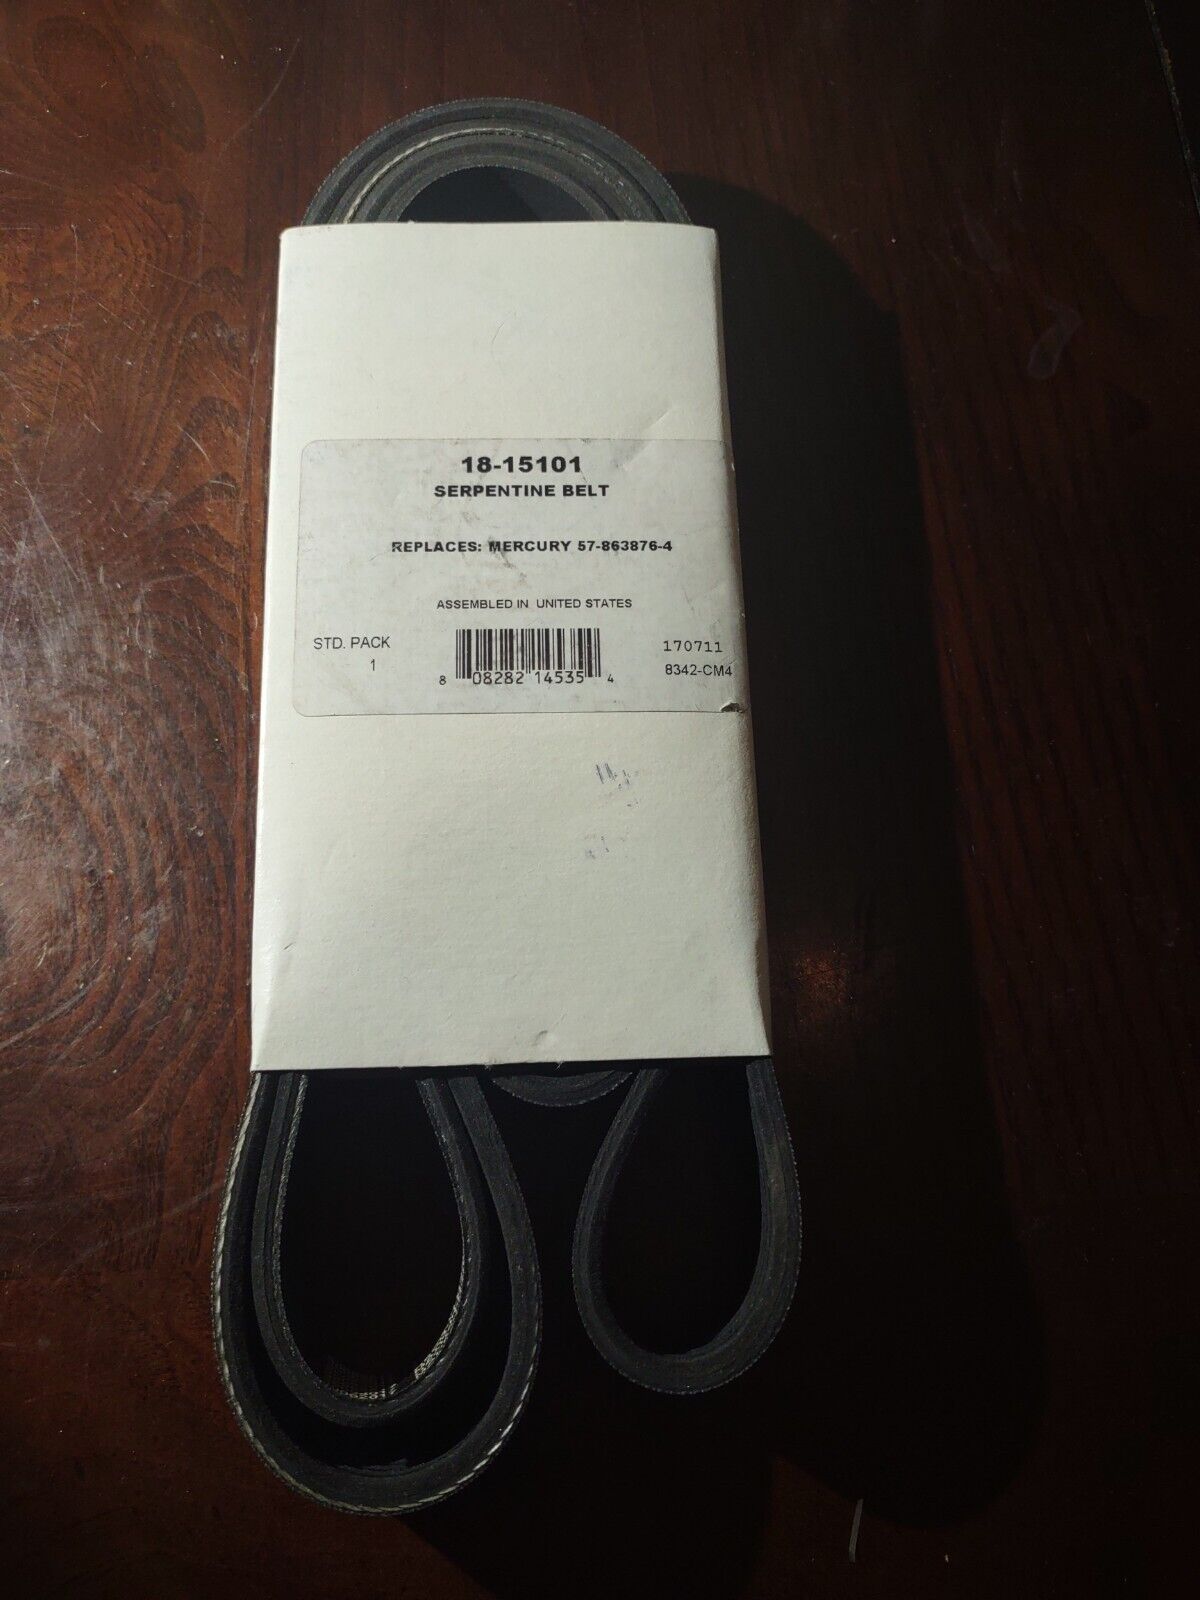 18-15101
SERPENTINE BELT
REPLACES: MERCURY 57-863876-4
ASSEMBLED IN UNITED STATES
STD. PACK
1
8 08282 14535 4
170711
8342-CM4